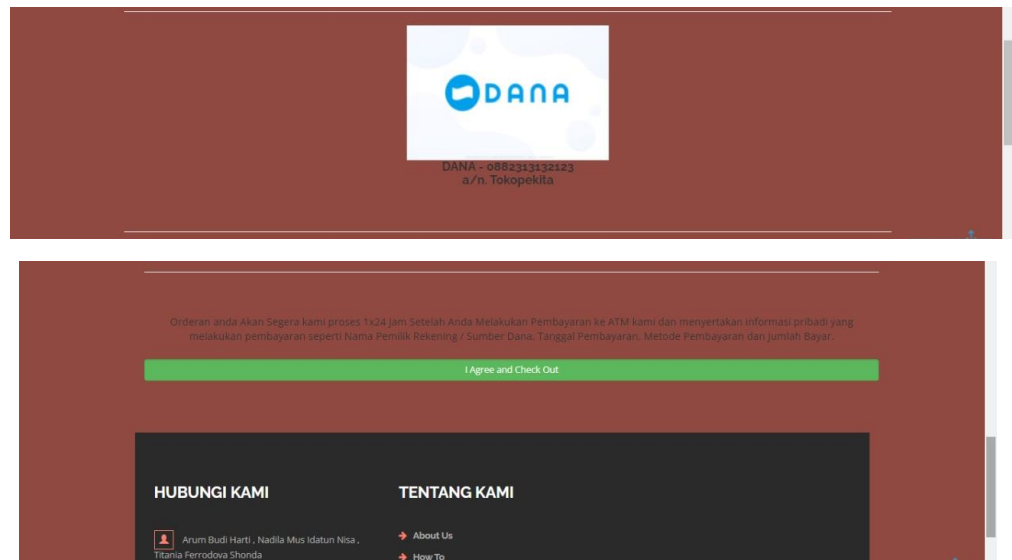 DANA
DANA - 0882313132123
a/n. Tokopekita
Orderan anda Akan Segera kami proses 1x24 Jam Setelah Anda Melakukan Pembayaran ke ATM kami dan menyertakan informasi pribadi yang
melakukan pembayaran seperti Nama Pemilik Rekening / Sumber Dana, Tanggal Pembayaran, Metode Pembayaran dan jumlah Bayar.
I Agree and Check Out
HUBUNGI KAMI
TENTANG KAMI
Arum Budi Harti , Nadila Mus Idatun Nisa ,
Titania Ferrodova Shonda
About Us
How To